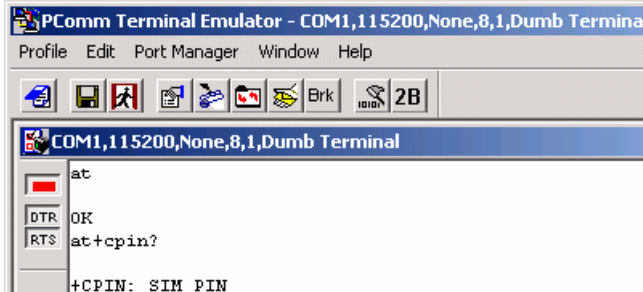 PComm Terminal Emulator - COM1,115200,None,8,1,Dumb Termina
Profile Edit Port Manager Window Help
Brk 2B
COM1,115200,None,8,1,Dumb Terminal
at
DTR OK
RTS at+cpin?
+CPIN: SIM PIN